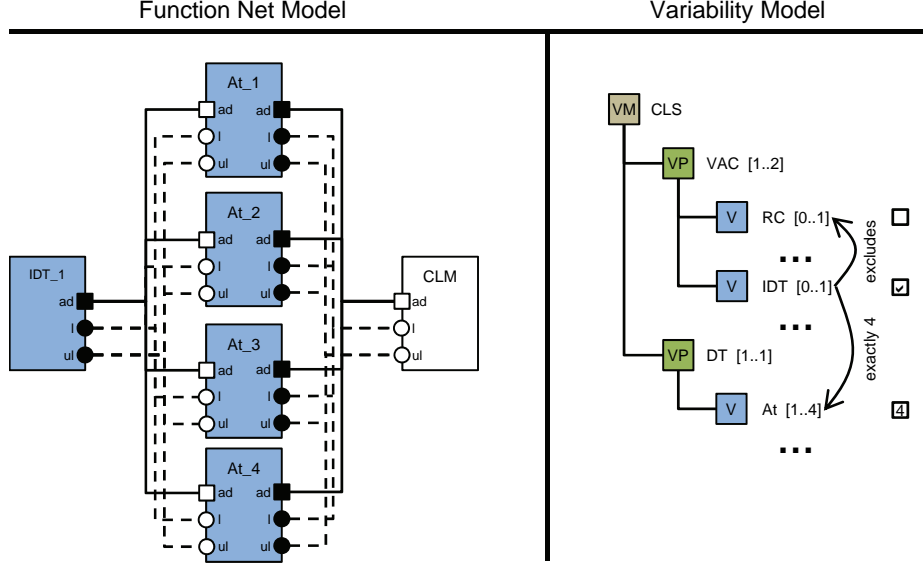 Function Net Model
Variability Model
At_1
ad
ad
l
l
ul
ul
At_2
ad
ad
l
l
ul
ul
IDT_1
ad
l
ul
CLM
ad
l
ul
At_3
ad
ad
l
l
ul
ul
At_4
ad
ad
l
l
ul
ul
VM CLS
VP VAC [1..2]
V RC [0..1]
...
V IDT [0..1]
...
VP DT [1..1]
V At [1..4]
4
...
excludes
exactly 4